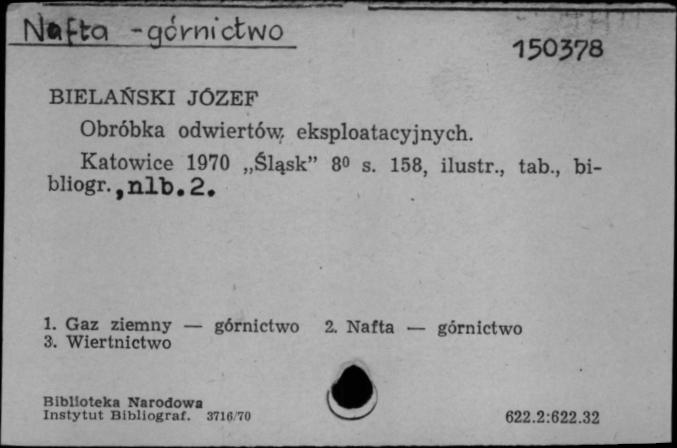 Nafta - górnictwo
150378
BIELAŃSKI JÓZEF
Obróbka odwiertów eksploatacyjnych.
Katowice 1970 „Śląsk” 8⁰ s. 158, ilustr., tab., bi-
bliogr., nlb. 2.
1. Gaz ziemny — górnictwo 2. Nafta — górnictwo
3. Wiertnictwo
Biblioteka Narodowa
Instytut Bibliograf. 3716/70
622.2:622.32